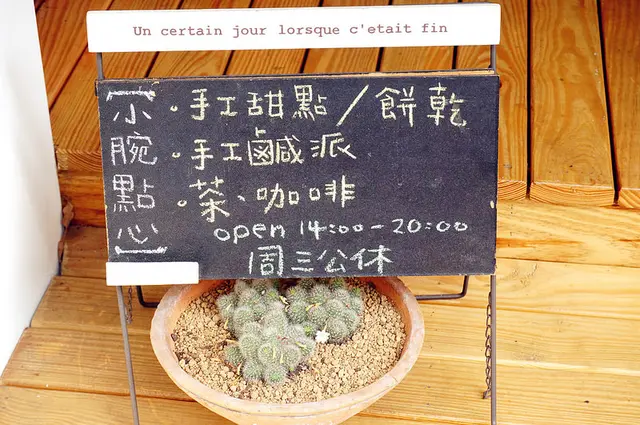 Un certain jour lorsque c'etait fin
【小腕點心】
·手工甜點/餅乾
·手工鹹派
·茶、咖啡
open 14:00-20:00
周三公休